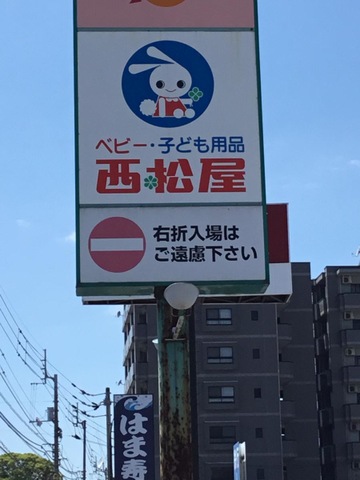 ベビー・子ども用品
西松屋
右折入場は
ご遠慮下さい
はま寿